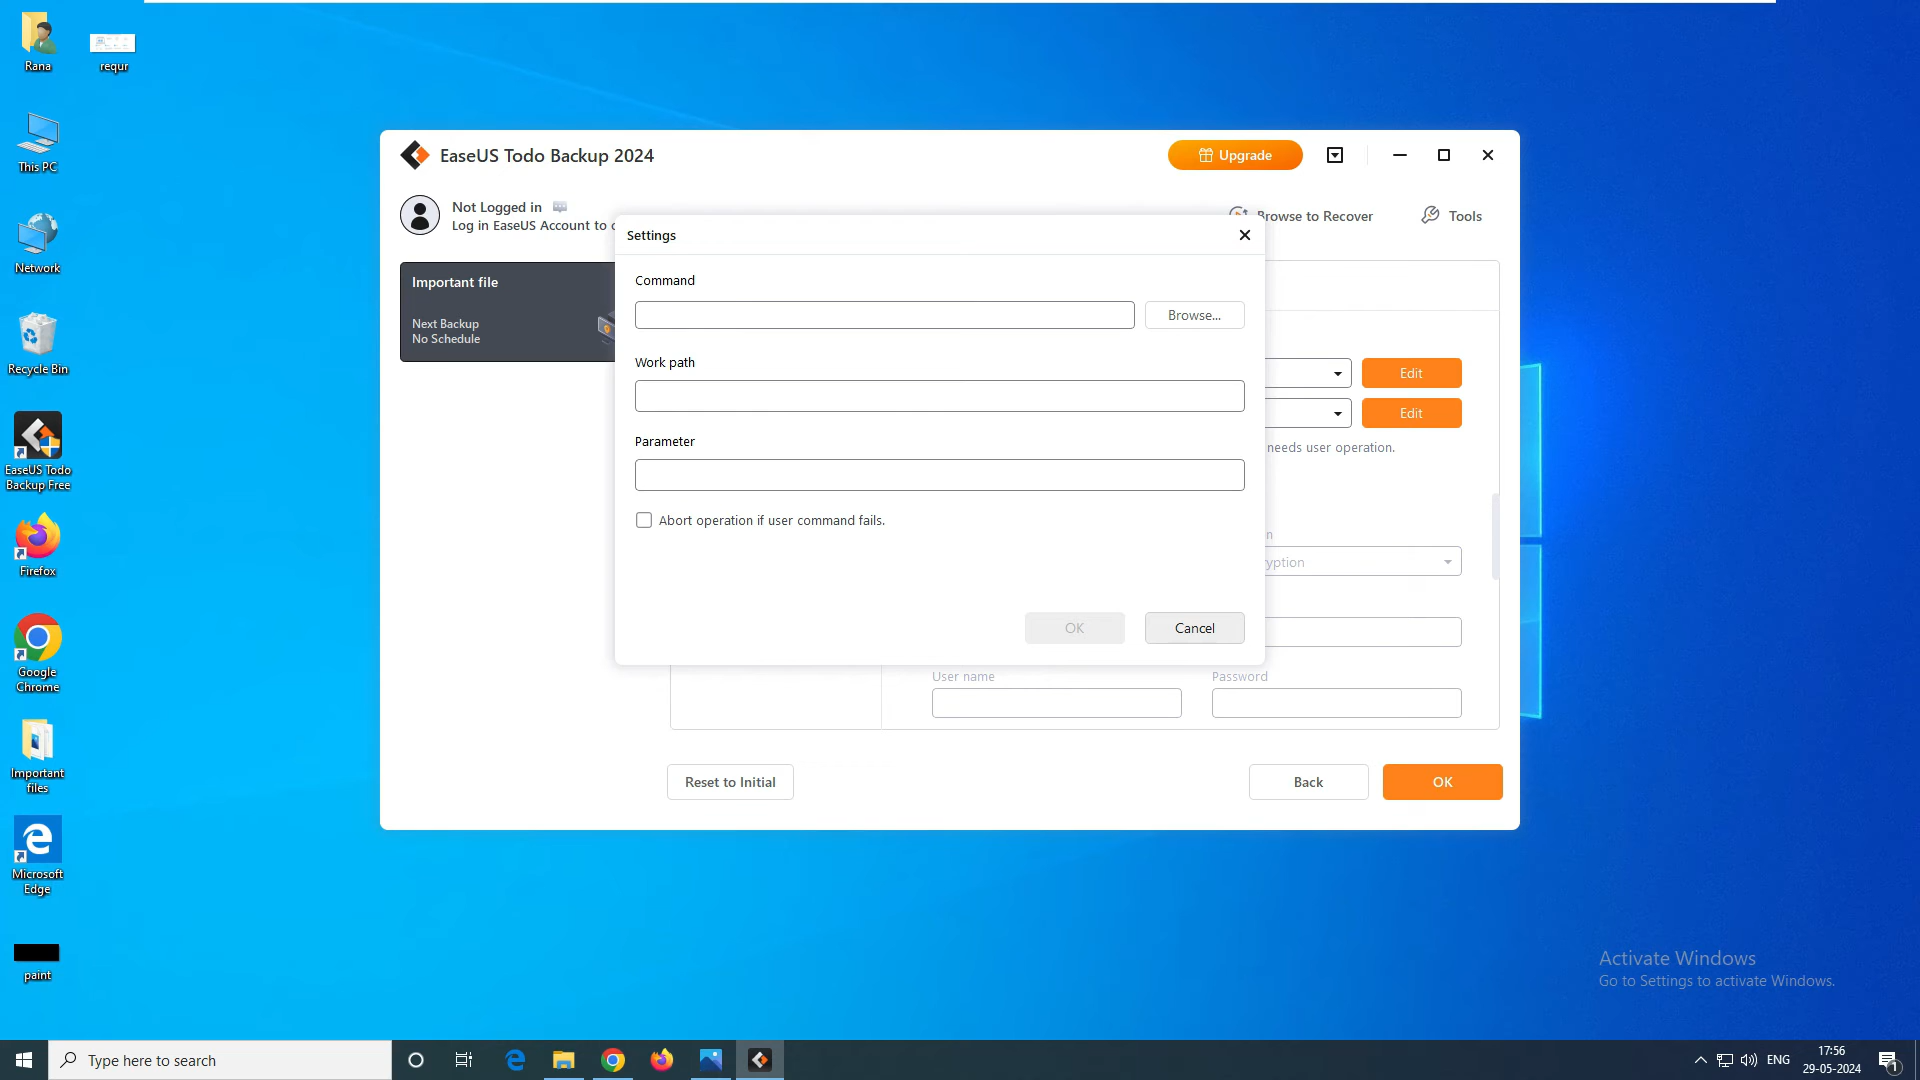 Rana
requr
This PC
Network
Recycle Bin
EaseUS Todo
Backup Free
Firefox
Google
Chrome
Important
files
Microsoft
Edge
paint
EaseUS Todo Backup 2024
Upgrade
Not Logged in
Log in EaseUS Account to
Browse to Recover
Tools
Important file
Next Backup
No Schedule
Settings
Command
Browse...
Work path
Parameter
Abort operation if user command fails.
OK
Cancel
Edit
Edit
needs user operation.
User name
Password
Reset to Initial
Back
OK
Activate Windows
Go to Settings to activate Windows.
Type here to search
ENG
17:56
29-05-2024
1